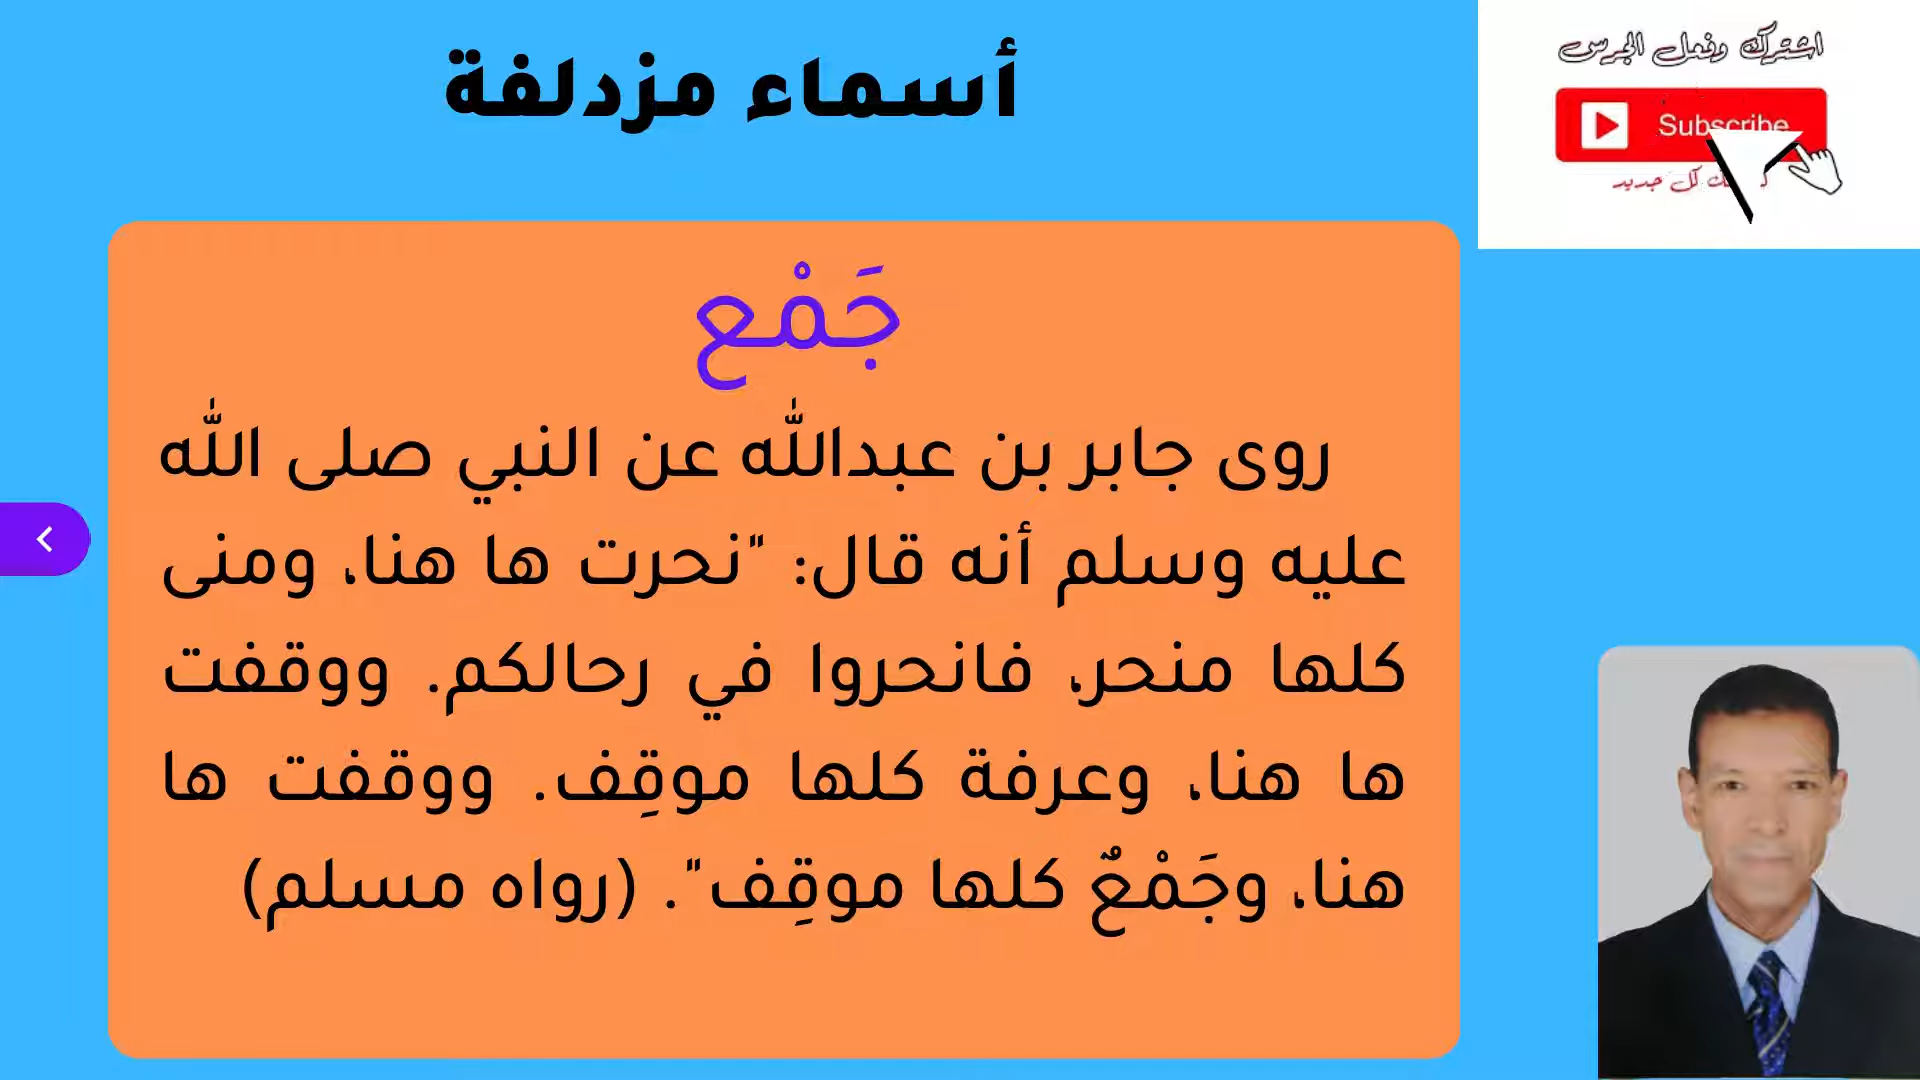 أسماء مزدلفة
اشترك وفعل الجرس
Subscribe
كل جديد
جَمْع
روى جابر بن عبدالله عن النبي صلى الله
عليه وسلم أنه قال: "نحرت ها هنا، ومنى
كلها منحر، فانحروا في رحالكم. ووقفت
ها هنا، وعرفة كلها موقِف. ووقفت ها
هنا، وجَمْعٌ كلها موقِف". (رواه مسلم)